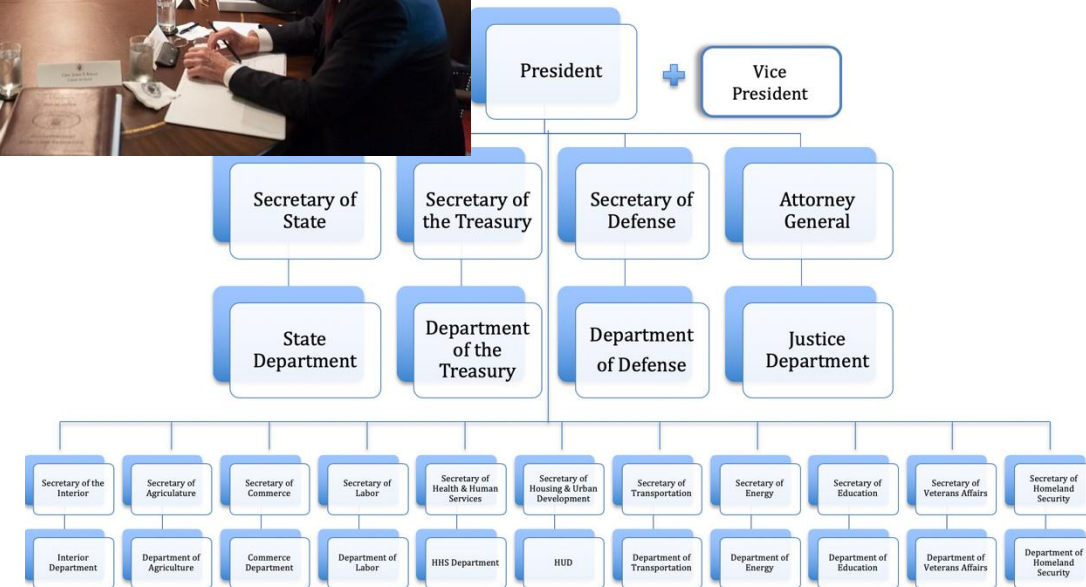 President
Vice
President
Secretary of
State
Secretary of
the Treasury
Secretary of
Defense
Attorney
General
State
Department
Department
of the
Treasury
Department
of Defense
Justice
Department
Secretary of the
Interior
Secretary of
Agriculture
Secretary of
Commerce
Secretary of
Labor
Secretary of
Health & Human
Services
Secretary of
Housing & Urban
Development
Secretary of
Transportation
Secretary of
Energy
Secretary of
Education
Secretary of
Veterans Affairs
Secretary of
Homeland
Security
Interior
Department
Department of
Agriculture
Commerce
Department
Department of
Labor
HHS Department
HUD
Department of
Transportation
Department of
Energy
Department of
Education
Department of
Veterans Affairs
Department of
Homeland
Security